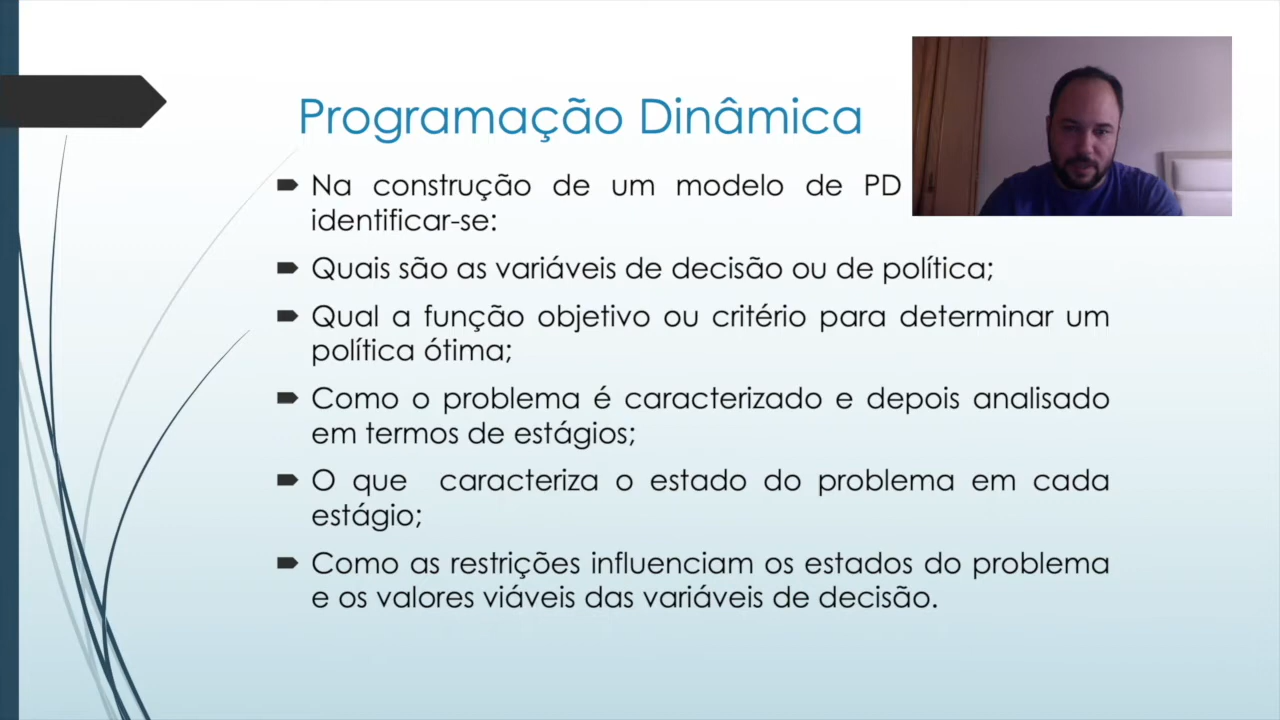 Programação Dinâmica
Na construção de um modelo de PD
identificar-se:
Quais são as variáveis de decisão ou de política;
Qual a função objetivo ou critério para determinar um
política ótima;
Como o problema é caracterizado e depois analisado
em termos de estágios;
O que caracteriza o estado do problema em cada
estágio;
Como as restrições influenciam os estados do problema
e os valores viáveis das variáveis de decisão.